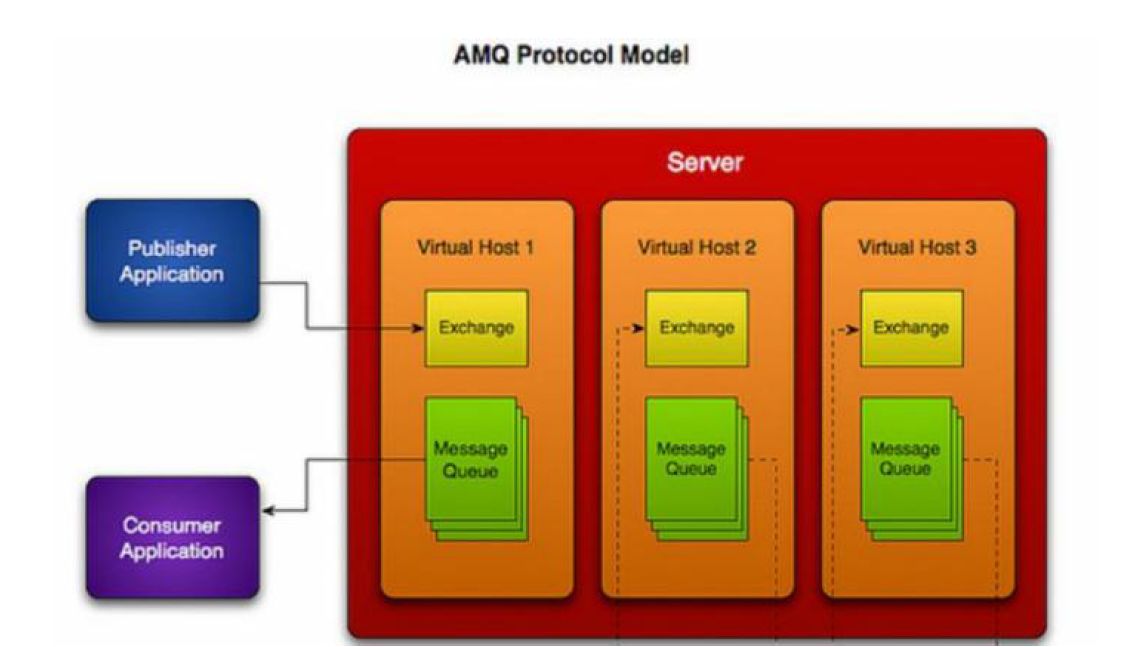 AMQ Protocol Model
Server
Publisher
Application
Virtual Host 1
Virtual Host 2
Virtual Host 3
Exchange
Exchange
Exchange
Message
Queue
Message
Queue
Message
Queue
Consumer
Application